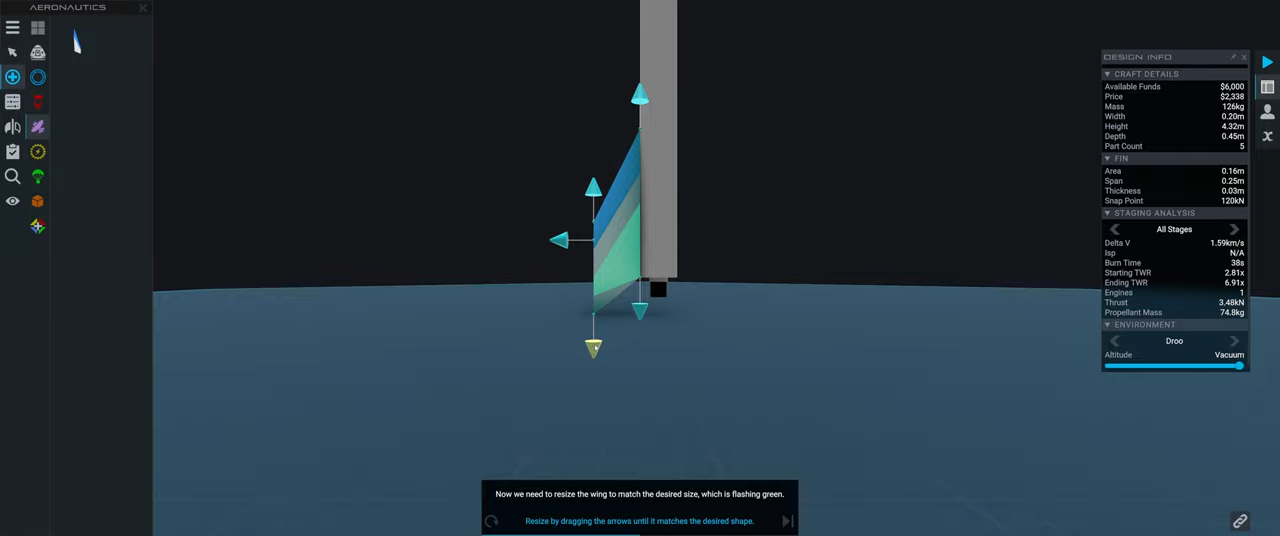 AERONAUTICS
DESIGN INFO
CRAFT DETAILS
Available Funds $6,000
Price $2,338
Mass 126kg
Width 0.20m
Height 4.32m
Depth 0.45m
Part Count 5
FIN
Area 0.16m
Span 0.25m
Thickness 0.03m
Snap Point 120kN
STAGING ANALYSIS
All Stages
Delta V 1.59km/s
Isp N/A
Burn Time 38s
Starting TWR 2.81x
Ending TWR 6.91x
Engines 1
Thrust 3.48kN
Propellant Mass 74.8kg
ENVIRONMENT
Droo
Altitude Vacuum
Now we need to resize the wing to match the desired size, which is flashing green.
Resize by dragging the arrows until it matches the desired shape.